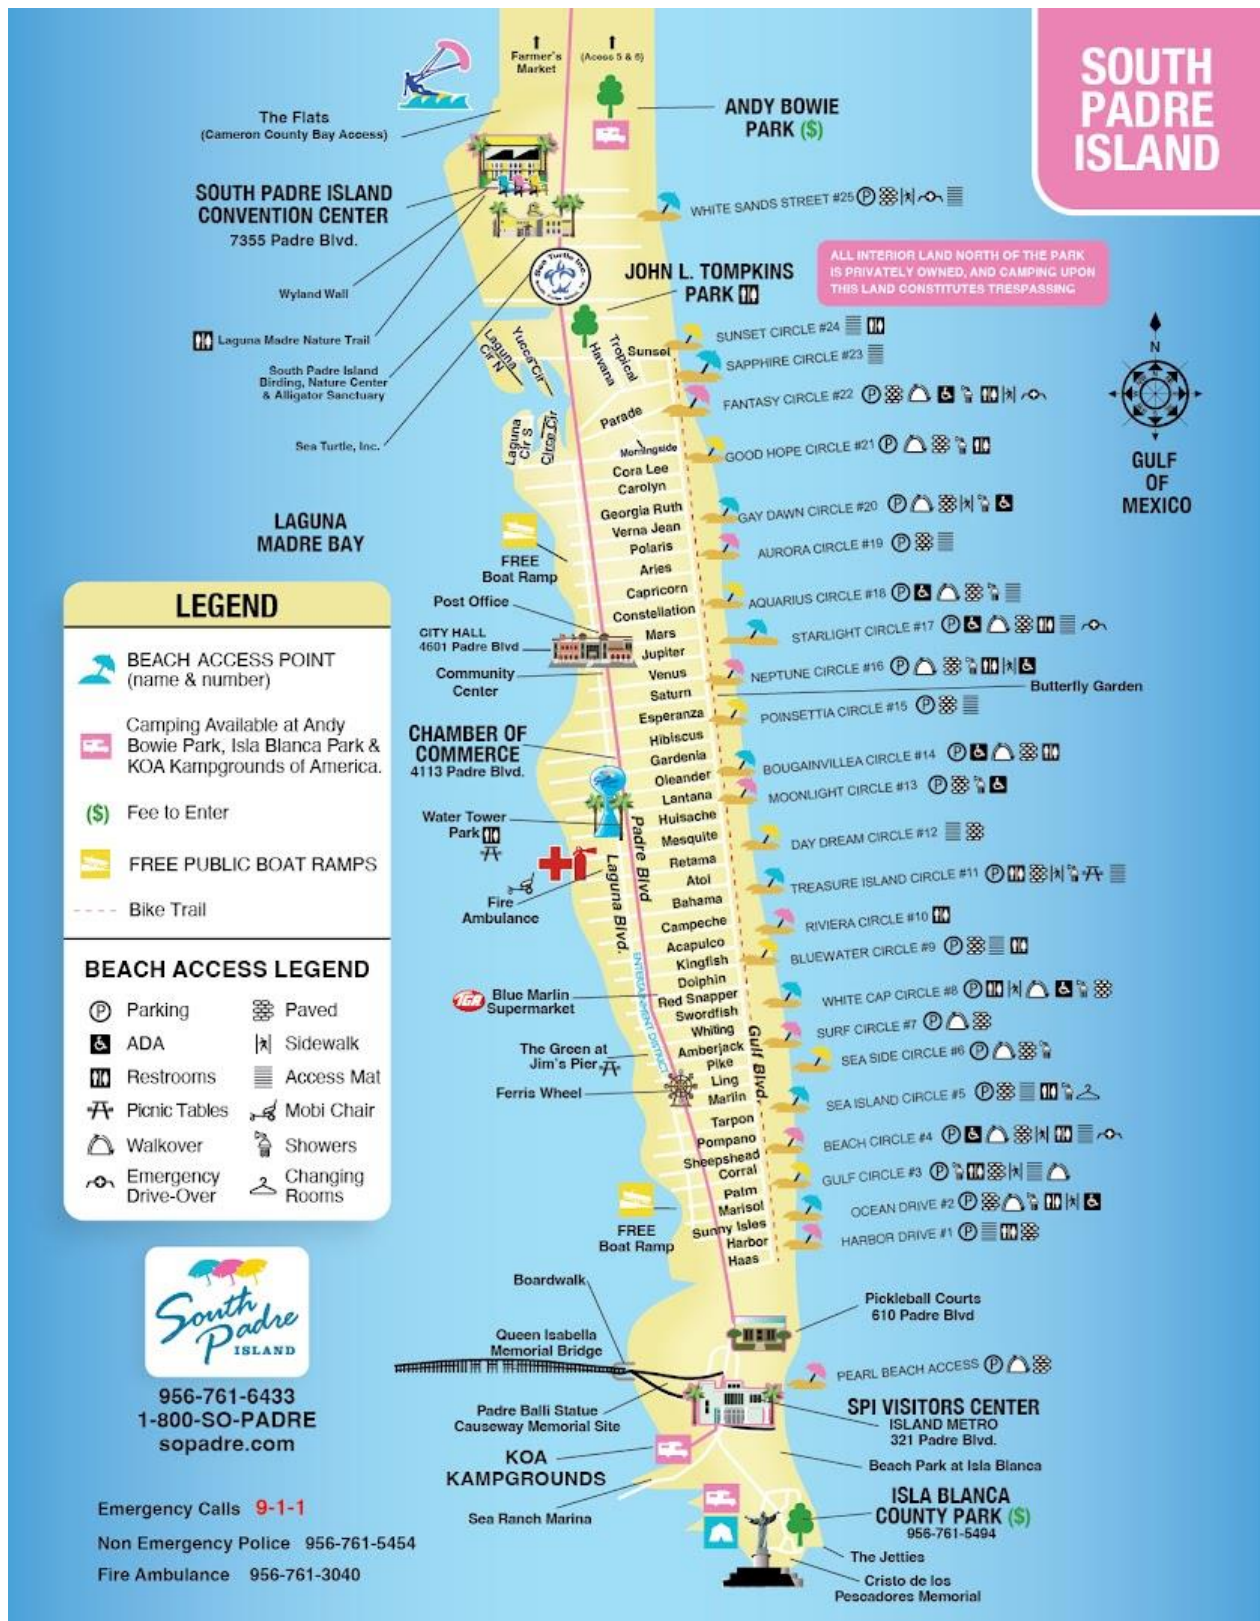 SOUTH
PADRE
ISLAND
Farmer's
Market
(Acces 5 & 6)
The Flats
(Cameron County Bay Access)
ANDY BOWIE
PARK ($)
SOUTH PADRE ISLAND
CONVENTION CENTER
7355 Padre Blvd.
WHITE SANDS STREET #25
ALL INTERIOR LAND NORTH OF THE PARK
IS PRIVATELY OWNED, AND CAMPING UPON
THIS LAND CONSTITUTES TRESPASSING
JOHN L. TOMPKINS
PARK
Sea Turtle Inc.
Wyland Wall
Laguna Madre Nature Trail
South Padre Island
Birding, Nature Center
& Alligator Sanctuary
Sea Turtle, Inc.
SUNSET CIRCLE #24
SAPPHIRE CIRCLE #23
FANTASY CIRCLE #22
GOOD HOPE CIRCLE #21
GAY DAWN CIRCLE #20
AURORA CIRCLE #19
AQUARIUS CIRCLE #18
STARLIGHT CIRCLE #17
NEPTUNE CIRCLE #16
Butterfly Garden
POINSETTIA CIRCLE #15
BOUGAINVILLEA CIRCLE #14
MOONLIGHT CIRCLE #13
DAY DREAM CIRCLE #12
TREASURE ISLAND CIRCLE #11
RIVIERA CIRCLE #10
BLUEWATER CIRCLE #9
WHITE CAP CIRCLE #8
SURF CIRCLE #7
SEA SIDE CIRCLE #6
SEA ISLAND CIRCLE #5
BEACH CIRCLE #4
GULF CIRCLE #3
OCEAN DRIVE #2
HARBOR DRIVE #1
N
GULF
OF
MEXICO
Laguna
Cir N
Yucca Cir
Tropical
Havana
Sunset
Parade
Laguna
Cir S
Circe Cir
Morningside
Cora Lee
Carolyn
Georgia Ruth
Verna Jean
Polaris
Aries
Capricorn
Constellation
Mars
Jupiter
Venus
Saturn
Esperanza
Hibiscus
Gardenia
Oleander
Lantana
Huisache
Mesquite
Retama
Atol
Bahama
Campeche
Acapulco
Kingfish
Dolphin
Red Snapper
Swordfish
Whiting
Amberjack
Pike
Ling
Marlin
Tarpon
Pompano
Sheepshead
Corral
Palm
Marisol
Sunny Isles
Harbor
Haas
Padre Blvd
Laguna Blvd.
Gulf Blvd.
ENTERTAINMENT DISTRICT
LAGUNA
MADRE BAY
FREE
Boat Ramp
Post Office
CITY HALL
4601 Padre Blvd
Community
Center
CHAMBER OF
COMMERCE
4113 Padre Blvd.
Water Tower
Park
Fire
Ambulance
IGA
Blue Marlin
Supermarket
The Green at
Jim's Pier
Ferris Wheel
FREE
Boat Ramp
Boardwalk
Queen Isabella
Memorial Bridge
Padre Balli Statue
Causeway Memorial Site
KOA
KAMPGROUNDS
Sea Ranch Marina
Pickleball Courts
610 Padre Blvd
PEARL BEACH ACCESS
SPI VISITORS CENTER
ISLAND METRO
321 Padre Blvd.
Beach Park at Isla Blanca
ISLA BLANCA
COUNTY PARK ($)
956-761-5494
The Jetties
Cristo de los
Pescadores Memorial
LEGEND
BEACH ACCESS POINT
(name & number)
Camping Available at Andy
Bowie Park, Isla Blanca Park &
KOA Kampgrounds of America.
($) Fee to Enter
FREE PUBLIC BOAT RAMPS
Bike Trail
BEACH ACCESS LEGEND
P Parking
Paved
ADA
Sidewalk
Restrooms
Access Mat
Picnic Tables
Mobi Chair
Walkover
Showers
Emergency
Drive-Over
Changing
Rooms
South
Padre
ISLAND
956-761-6433
1-800-SO-PADRE
sopadre.com
Emergency Calls 9-1-1
Non Emergency Police 956-761-5454
Fire Ambulance 956-761-3040